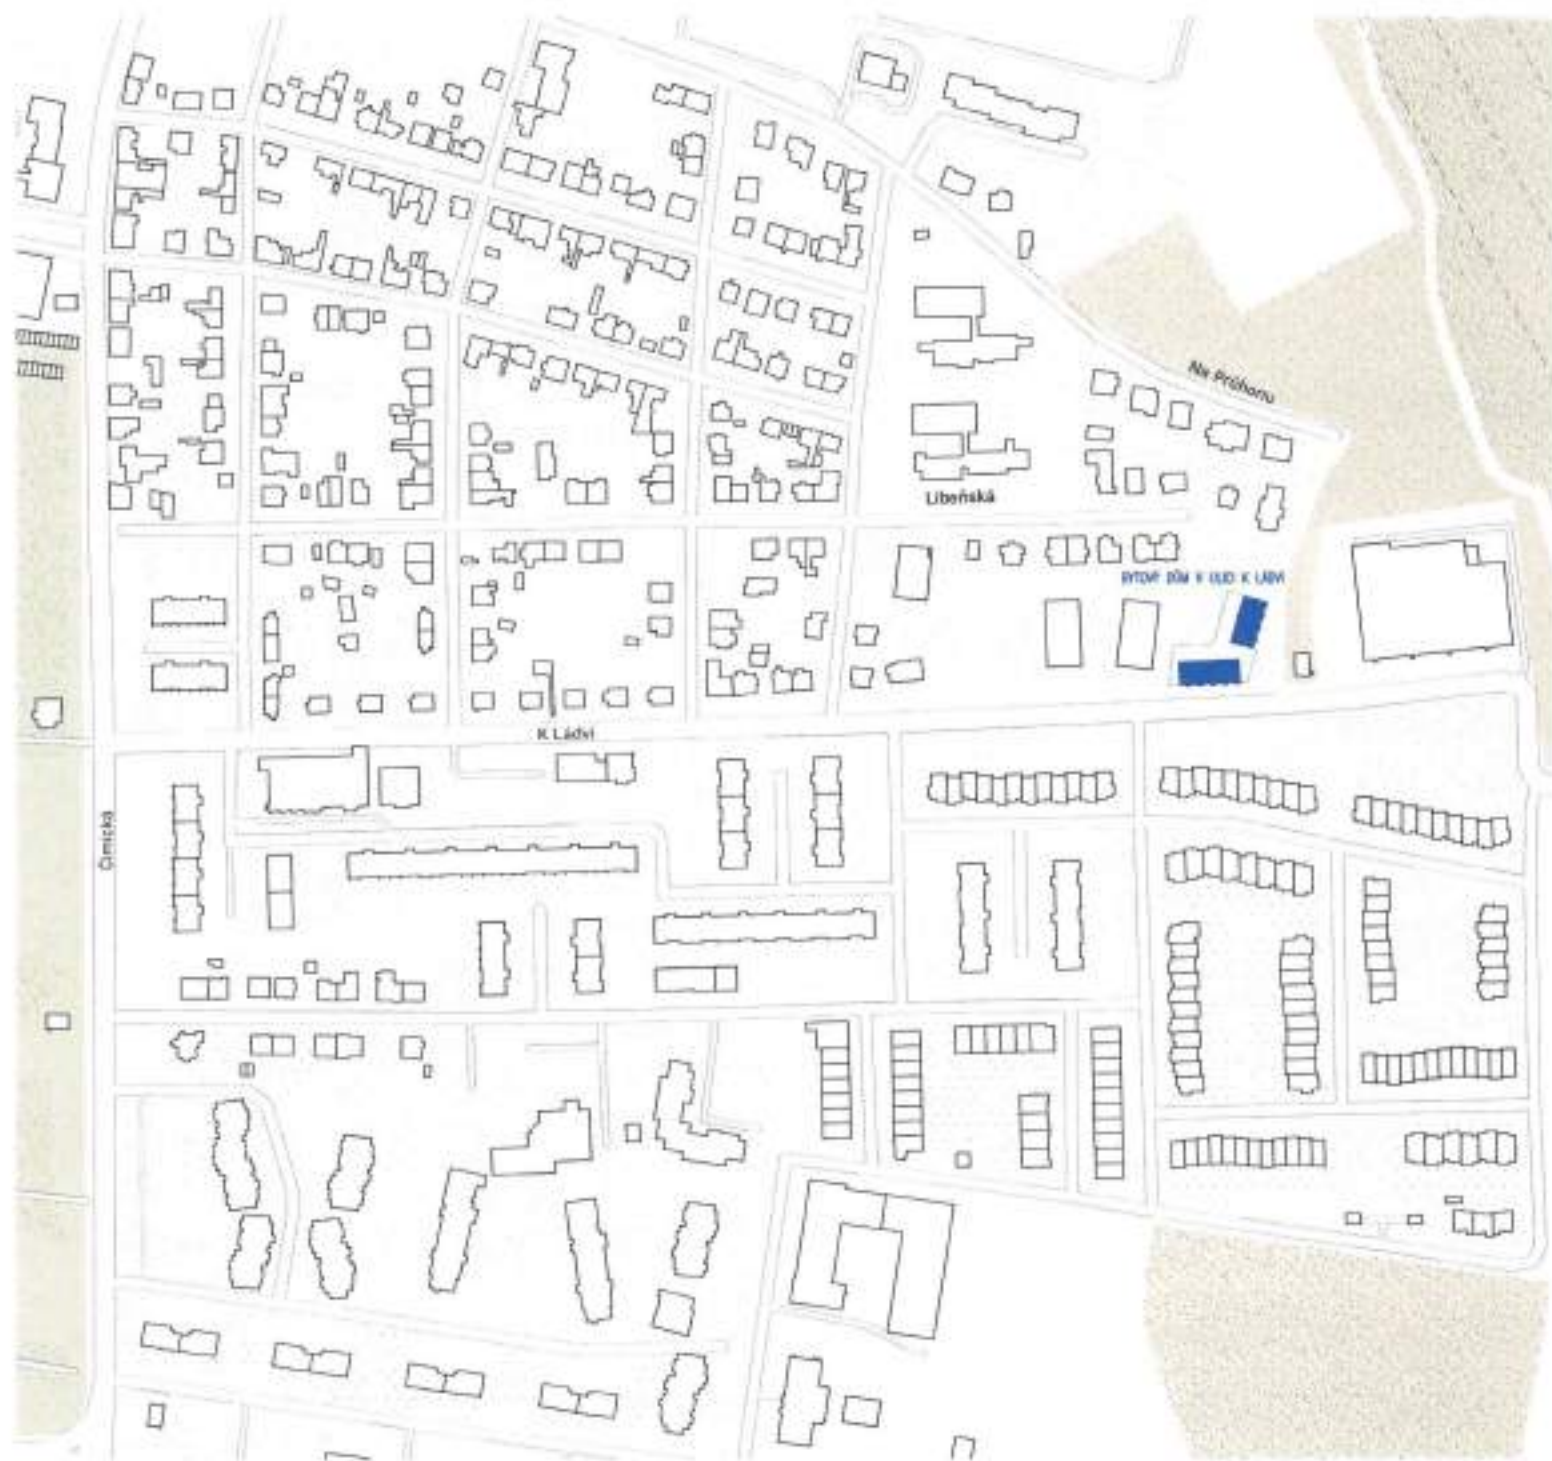 Na Průhonu
Libeňská
BYTOVÝ DŮM V ULICI K LÁDVÍ
K Ládví
Čimická